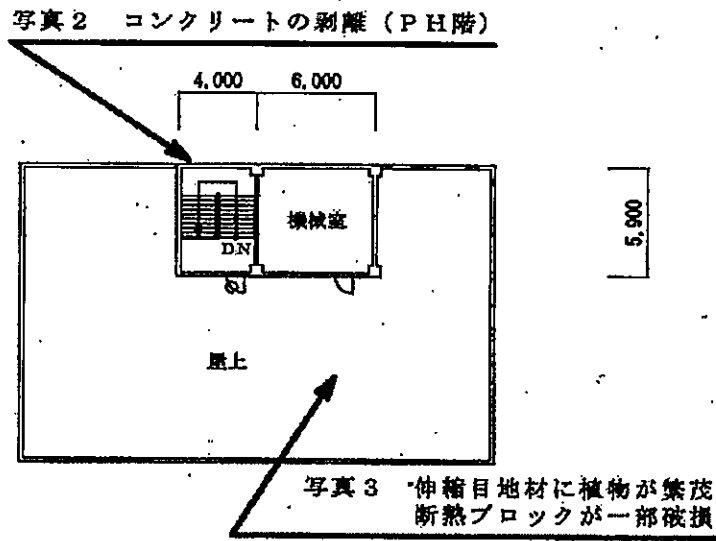 写真2 コンクリートの剥離(PH階)
4,000
6,000
機械室
DN
5,900
屋上
写真3 伸縮目地材に植物が繁茂
断熱ブロックが一部破損